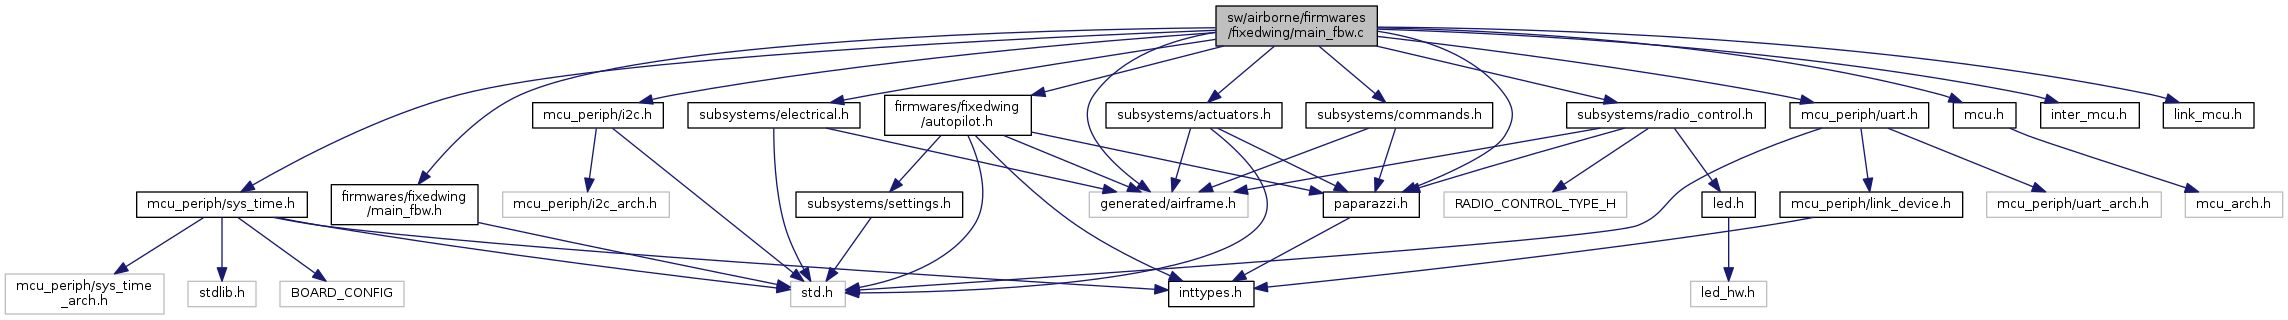 sw/airborne/firmwares
/fixedwing/main_fbw.c
firmwares/fixedwing
/autopilot.h
mcu_periph/i2c.h
subsystems/electrical.h
subsystems/actuators.h
subsystems/commands.h
subsystems/radio_control.h
mcu_periph/uart.h
mcu.h
inter_mcu.h
link_mcu.h
mcu_periph/sys_time.h
firmwares/fixedwing
/main_fbw.h
mcu_periph/i2c_arch.h
subsystems/settings.h
generated/airframe.h
paparazzi.h
RADIO_CONTROL_TYPE_H
led.h
mcu_periph/link_device.h
mcu_periph/uart_arch.h
mcu_arch.h
mcu_periph/sys_time
_arch.h
stdlib.h
BOARD_CONFIG
std.h
inttypes.h
led_hw.h